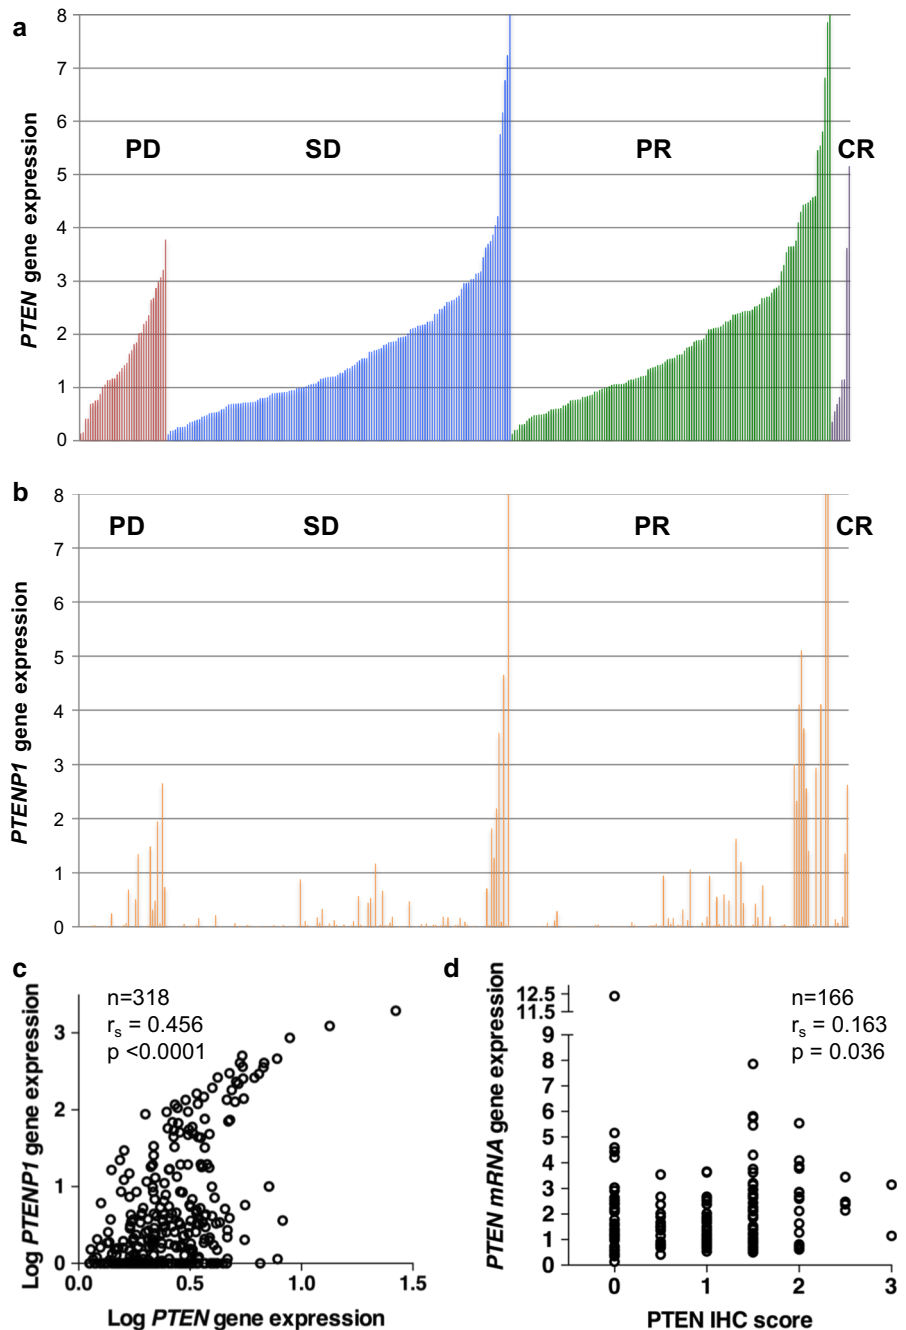 a
PTEN gene expression
8
7
6
5
4
3
2
1
0
PD
SD
PR
CR
b
PTENP1 gene expression
8
7
6
5
4
3
2
1
0
PD
SD
PR
CR
c
Log PTENP1 gene expression
n=318
rs = 0.456
p <0.0001
3
2
1
0
0.0 0.5 1.0 1.5
Log PTEN gene expression
d
PTEN mRNA gene expression
n=166
rs = 0.163
p = 0.036
12.5
11.5
9
8
7
6
5
4
3
2
1
0
0 1 2 3
PTEN IHC score